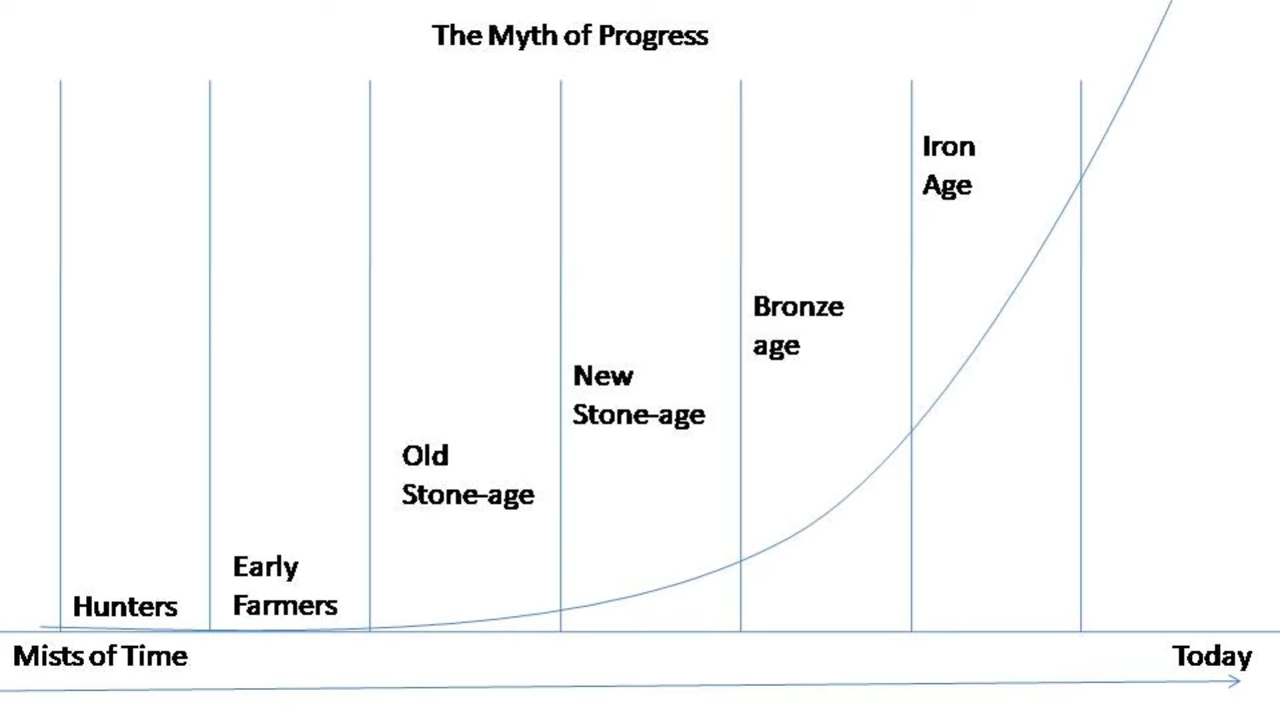 The Myth of Progress
Iron
Age
Bronze
age
New
Stone-age
Old
Stone-age
Early
Farmers
Hunters
Mists of Time
Today